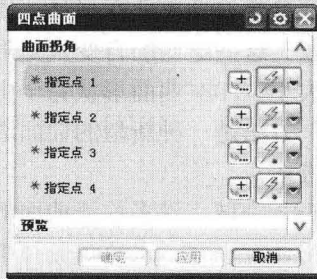 四点曲面
曲面拐角
* 指定点 1
* 指定点 2
* 指定点 3
* 指定点 4
预览
确定 应用 取消